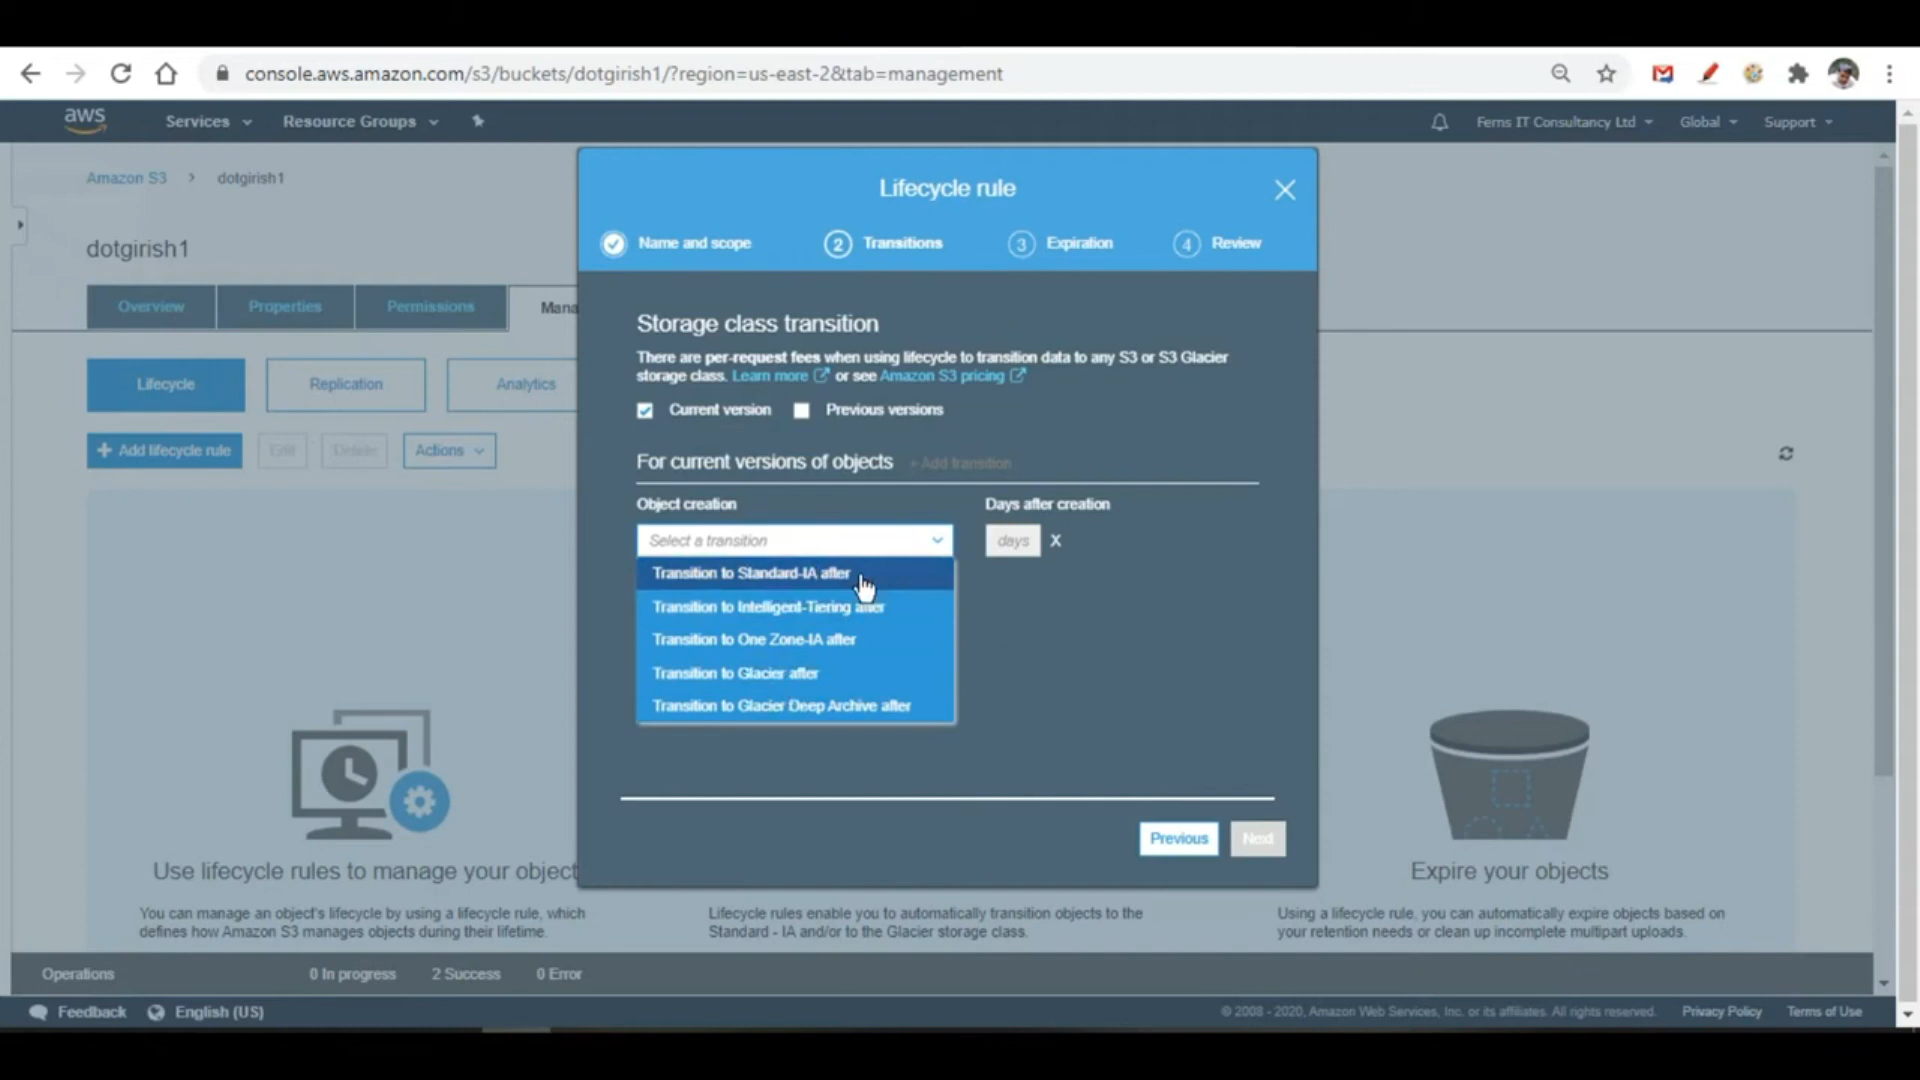 console.aws.amazon.com/s3/buckets/dotgirish1/?region=us-east-2&tab=management
aws
Services
Resource Groups
Ferns IT Consultancy Ltd
Global
Support
Amazon S3 > dotgirish1
dotgirish1
Overview
Properties
Permissions
Mana
Lifecycle
Replication
Analytics
+ Add lifecycle rule
Edit
Delete
Actions
Lifecycle rule
Name and scope
2 Transitions
3 Expiration
4 Review
Storage class transition
There are per-request fees when using lifecycle to transition data to any S3 or S3 Glacier
storage class. Learn more or see Amazon S3 pricing
Current version
Previous versions
For current versions of objects
+ Add transition
Object creation
Days after creation
Select a transition
days
X
Transition to Standard-IA after
Transition to Intelligent-Tiering after
Transition to One Zone-IA after
Transition to Glacier after
Transition to Glacier Deep Archive after
Previous
Next
Use lifecycle rules to manage your object
You can manage an object's lifecycle by using a lifecycle rule, which
defines how Amazon S3 manages objects during their lifetime.
Lifecycle rules enable you to automatically transition objects to the
Standard - IA and/or to the Glacier storage class.
Expire your objects
Using a lifecycle rule, you can automatically expire objects based on
your retention needs or clean up incomplete multipart uploads.
Operations
0 In progress
2 Success
0 Error
Feedback
English (US)
© 2008 - 2020, Amazon Web Services, Inc. or its affiliates. All rights reserved.
Privacy Policy
Terms of Use